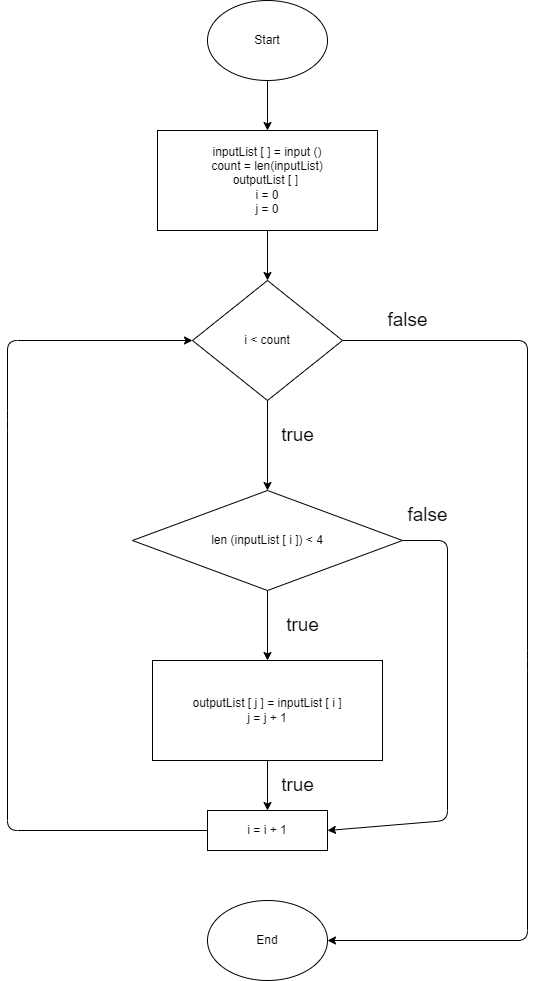 Start
inputList [ ] = input ()
count = len(inputList)
outputList [ ]
i = 0
j = 0
i < count
false
true
len (inputList [ i ]) < 4
false
true
outputList [ j ] = inputList [ i ]
j = j + 1
true
i = i + 1
End